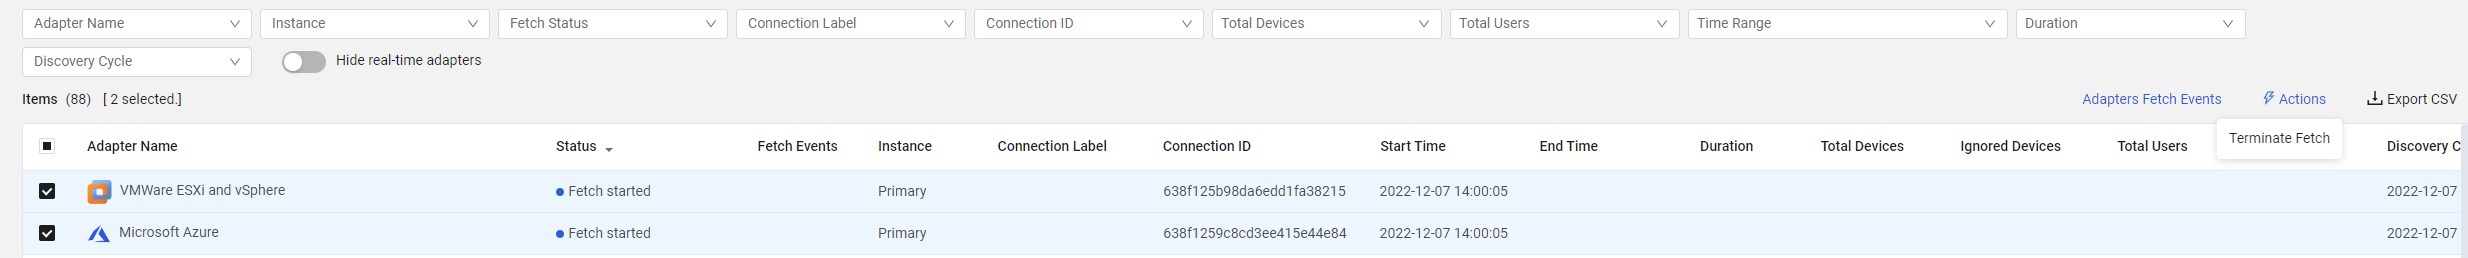 Adapter Name Instance Fetch Status Connection Label Connection ID Total Devices Total Users Time Range Duration
Discovery Cycle Hide real-time adapters
Items (88) [ 2 selected.] Adapters Fetch Events Actions Export CSV
Terminate Fetch
Adapter Name Status Fetch Events Instance Connection Label Connection ID Start Time End Time Duration Total Devices Ignored Devices Total Users Discovery C
VMWare ESXi and vSphere Fetch started Primary 638f125b98da6edd1fa38215 2022-12-07 14:00:05 2022-12-07
Microsoft Azure Fetch started Primary 638f1259c8cd3ee415e44e84 2022-12-07 14:00:05 2022-12-07